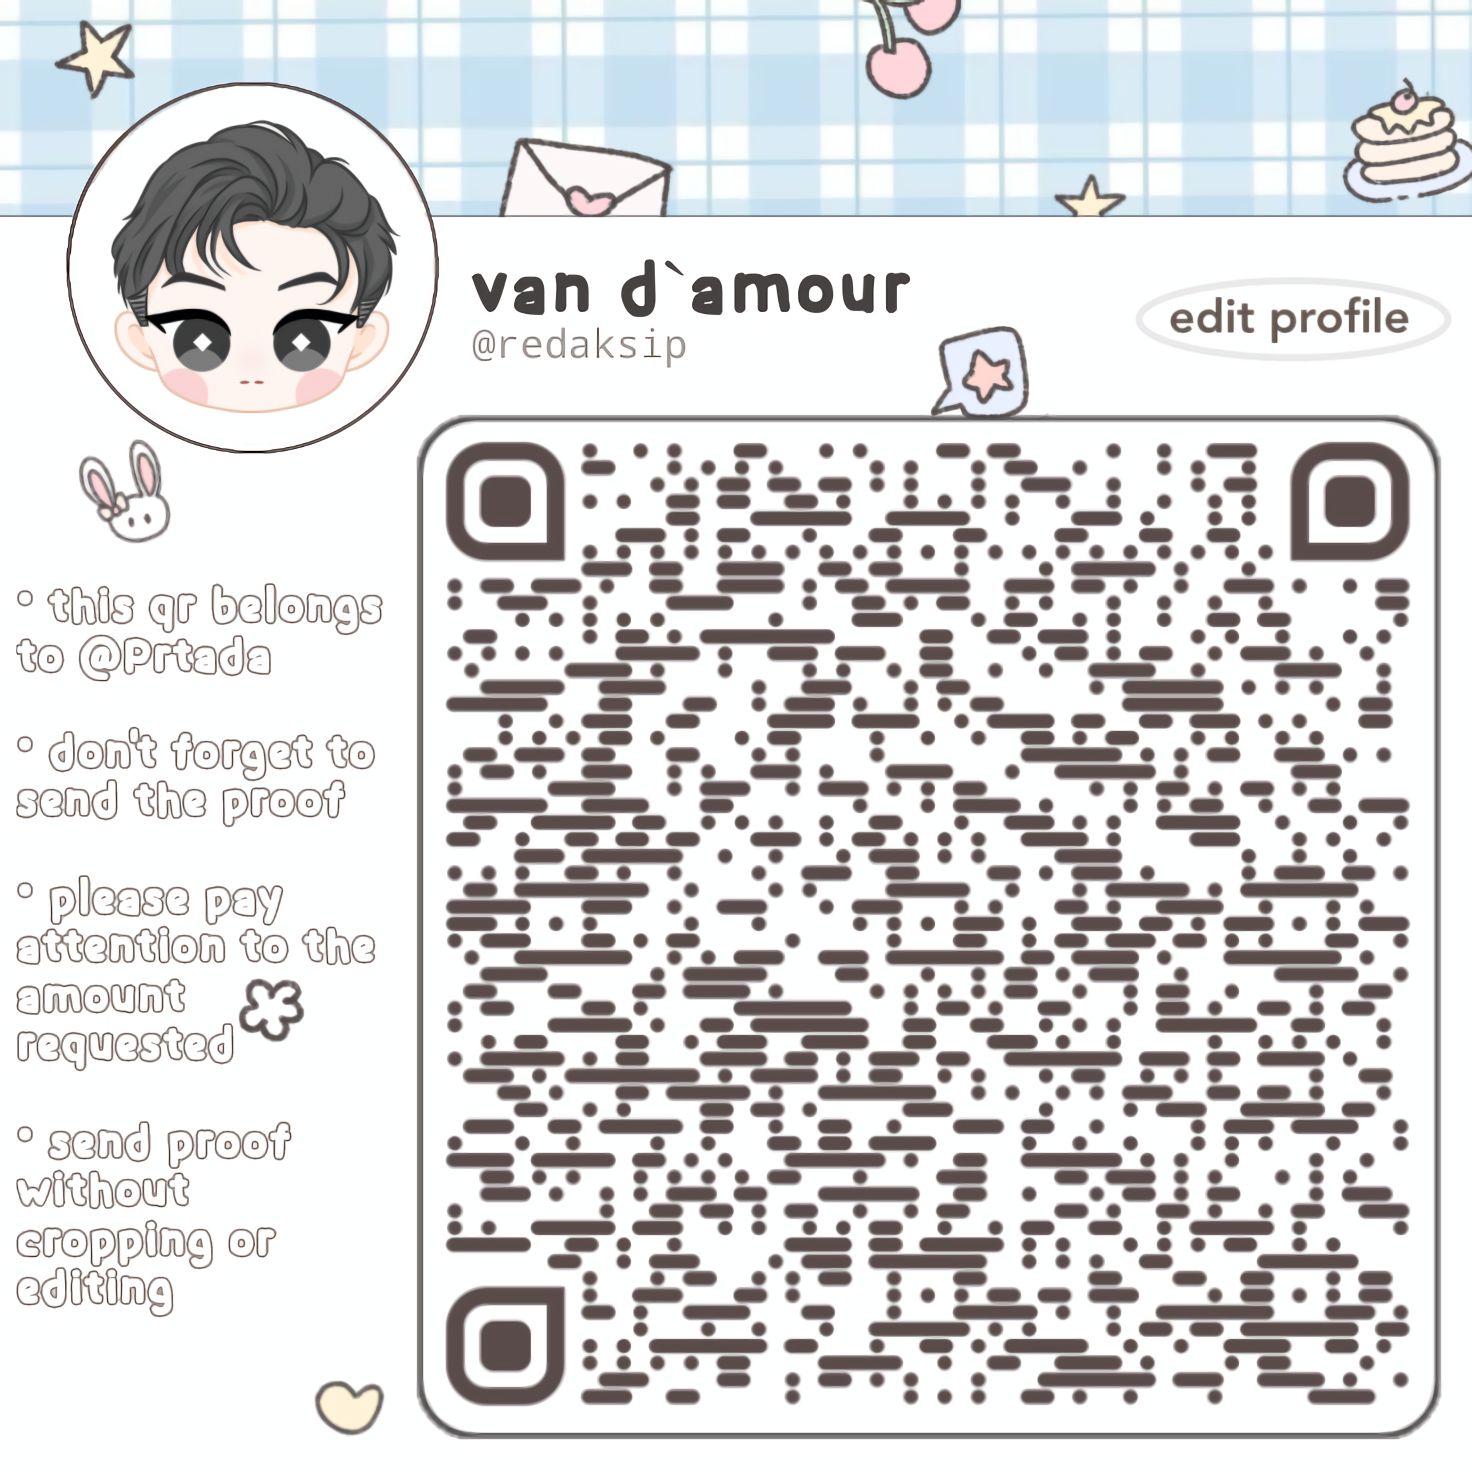 van d`amour
@redaksip
edit profile
° this qr belongs
to @Prtada
° don't forget to
send the proof
° please pay
attention to the
amount
requested
° send proof
without
cropping or
editing